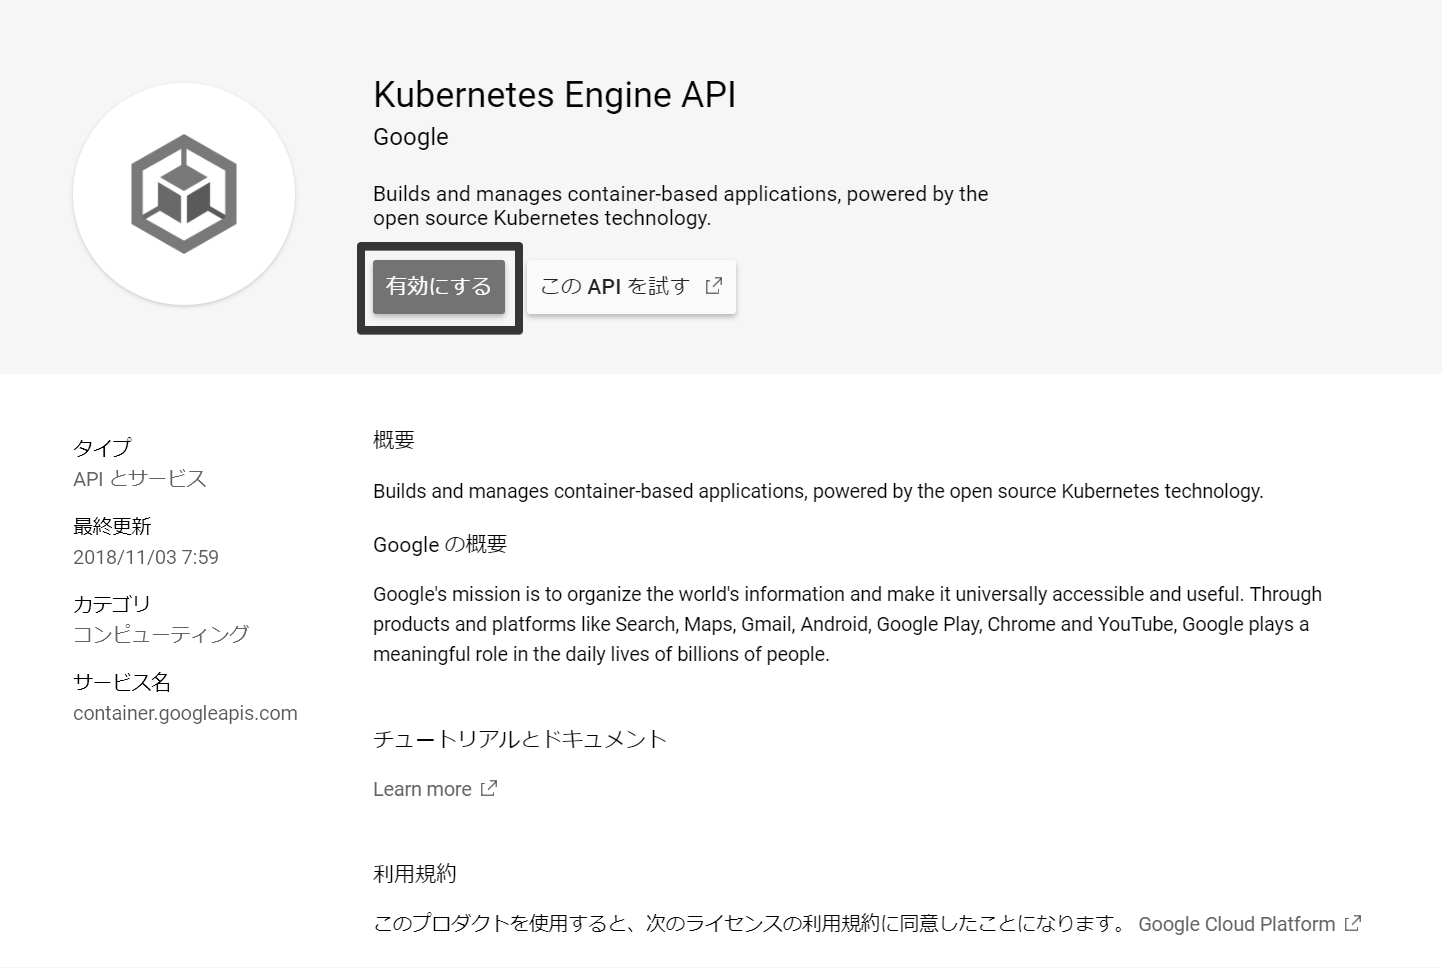 Kubernetes Engine API
Google
Builds and manages container-based applications, powered by the
open source Kubernetes technology.
有効にする
この API を試す
タイプ
API とサービス
最終更新
2018/11/03 7:59
カテゴリ
コンピューティング
サービス名
container.googleapis.com
概要
Builds and manages container-based applications, powered by the open source Kubernetes technology.
Google の概要
Google's mission is to organize the world's information and make it universally accessible and useful. Through
products and platforms like Search, Maps, Gmail, Android, Google Play, Chrome and YouTube, Google plays a
meaningful role in the daily lives of billions of people.
チュートリアルとドキュメント
Learn more
利用規約
このプロダクトを使用すると、次のライセンスの利用規約に同意したことになります。 Google Cloud Platform